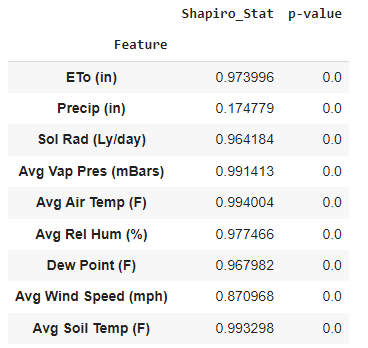 Shapiro_Stat p-value
Feature
ETo (in) 0.973996 0.0
Precip (in) 0.174779 0.0
Sol Rad (Ly/day) 0.964184 0.0
Avg Vap Pres (mBars) 0.991413 0.0
Avg Air Temp (F) 0.994004 0.0
Avg Rel Hum (%) 0.977466 0.0
Dew Point (F) 0.967982 0.0
Avg Wind Speed (mph) 0.870968 0.0
Avg Soil Temp (F) 0.993298 0.0